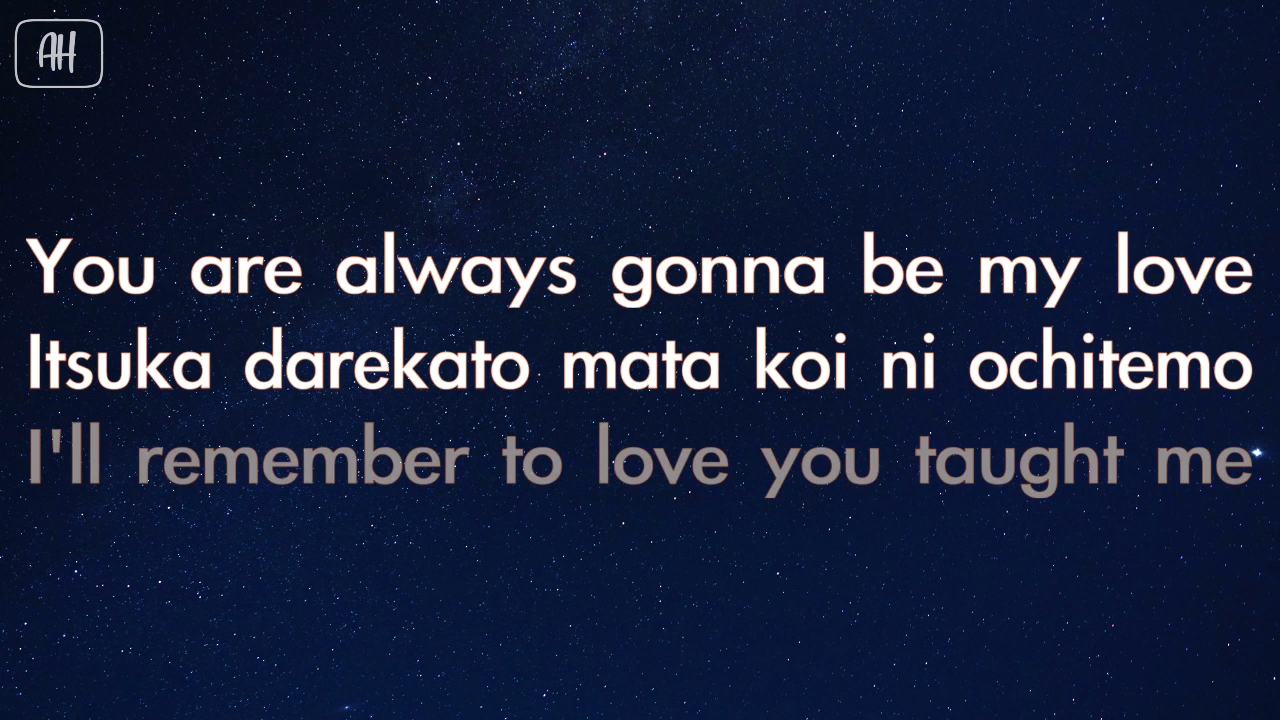 AH
You are always gonna be my love
Itsuka darekato mata koi ni ochitemo
I'll remember to love you taught me